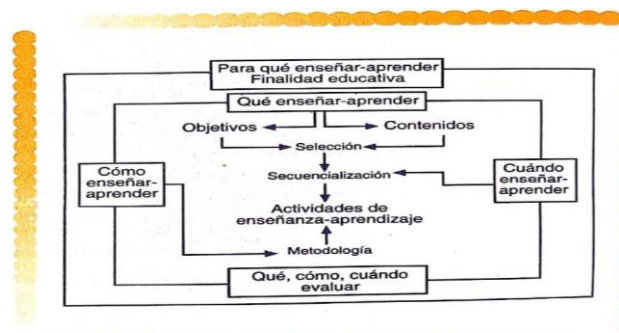 Para qué enseñar-aprender
Finalidad educativa
Qué enseñar-aprender
Objetivos
Contenidos
Selección
Cómo
enseñar-
aprender
Secuencialización
Cuándo
enseñar-
aprender
Actividades de
enseñanza-aprendizaje
Metodología
Qué, cómo, cuándo
evaluar